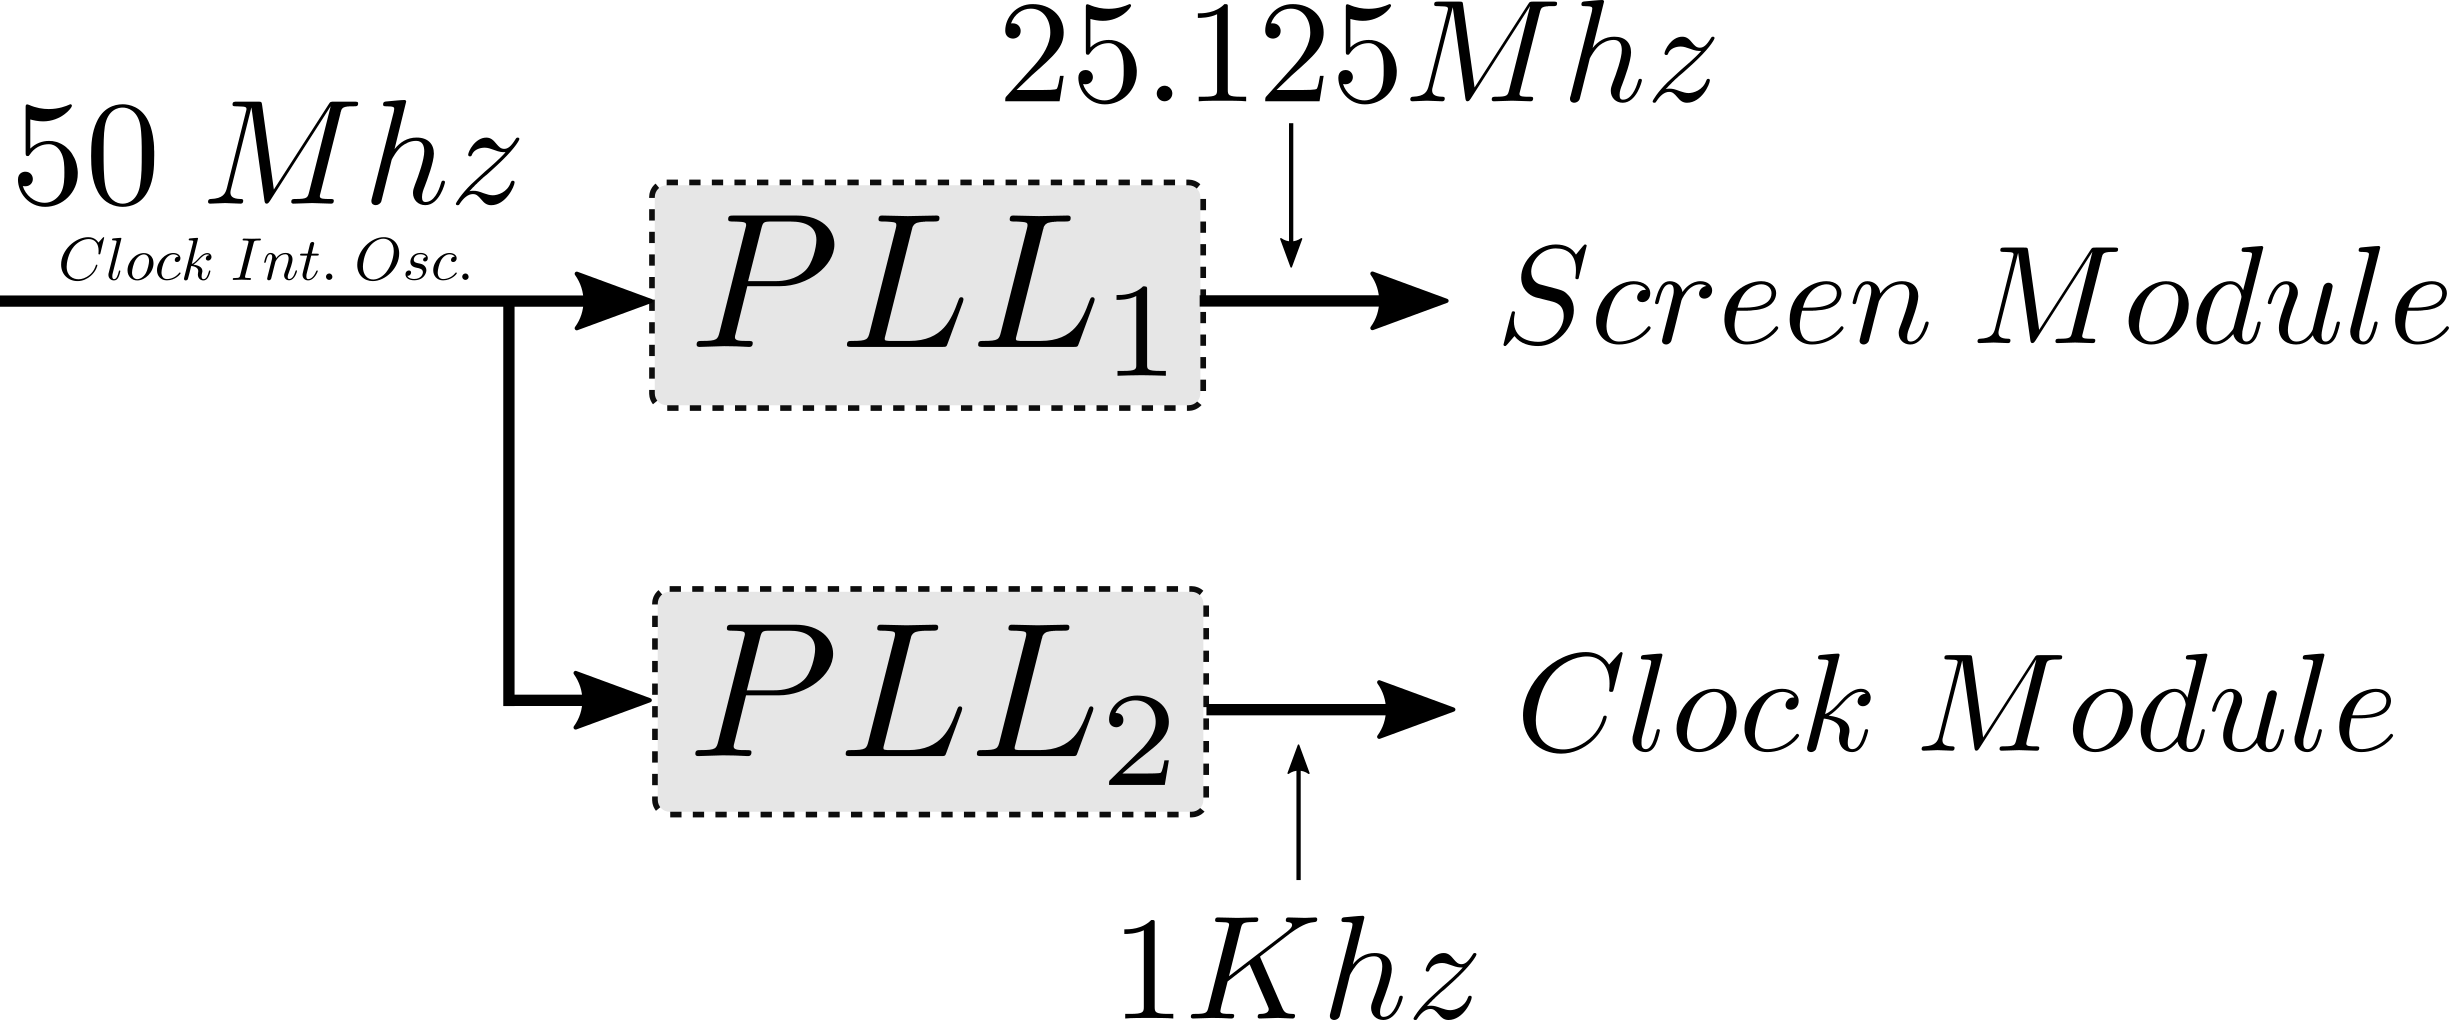 25.125Mhz
50 Mhz
Clock Int. Osc.
PLL₁
Screen Module
PLL₂
Clock Module
1Khz